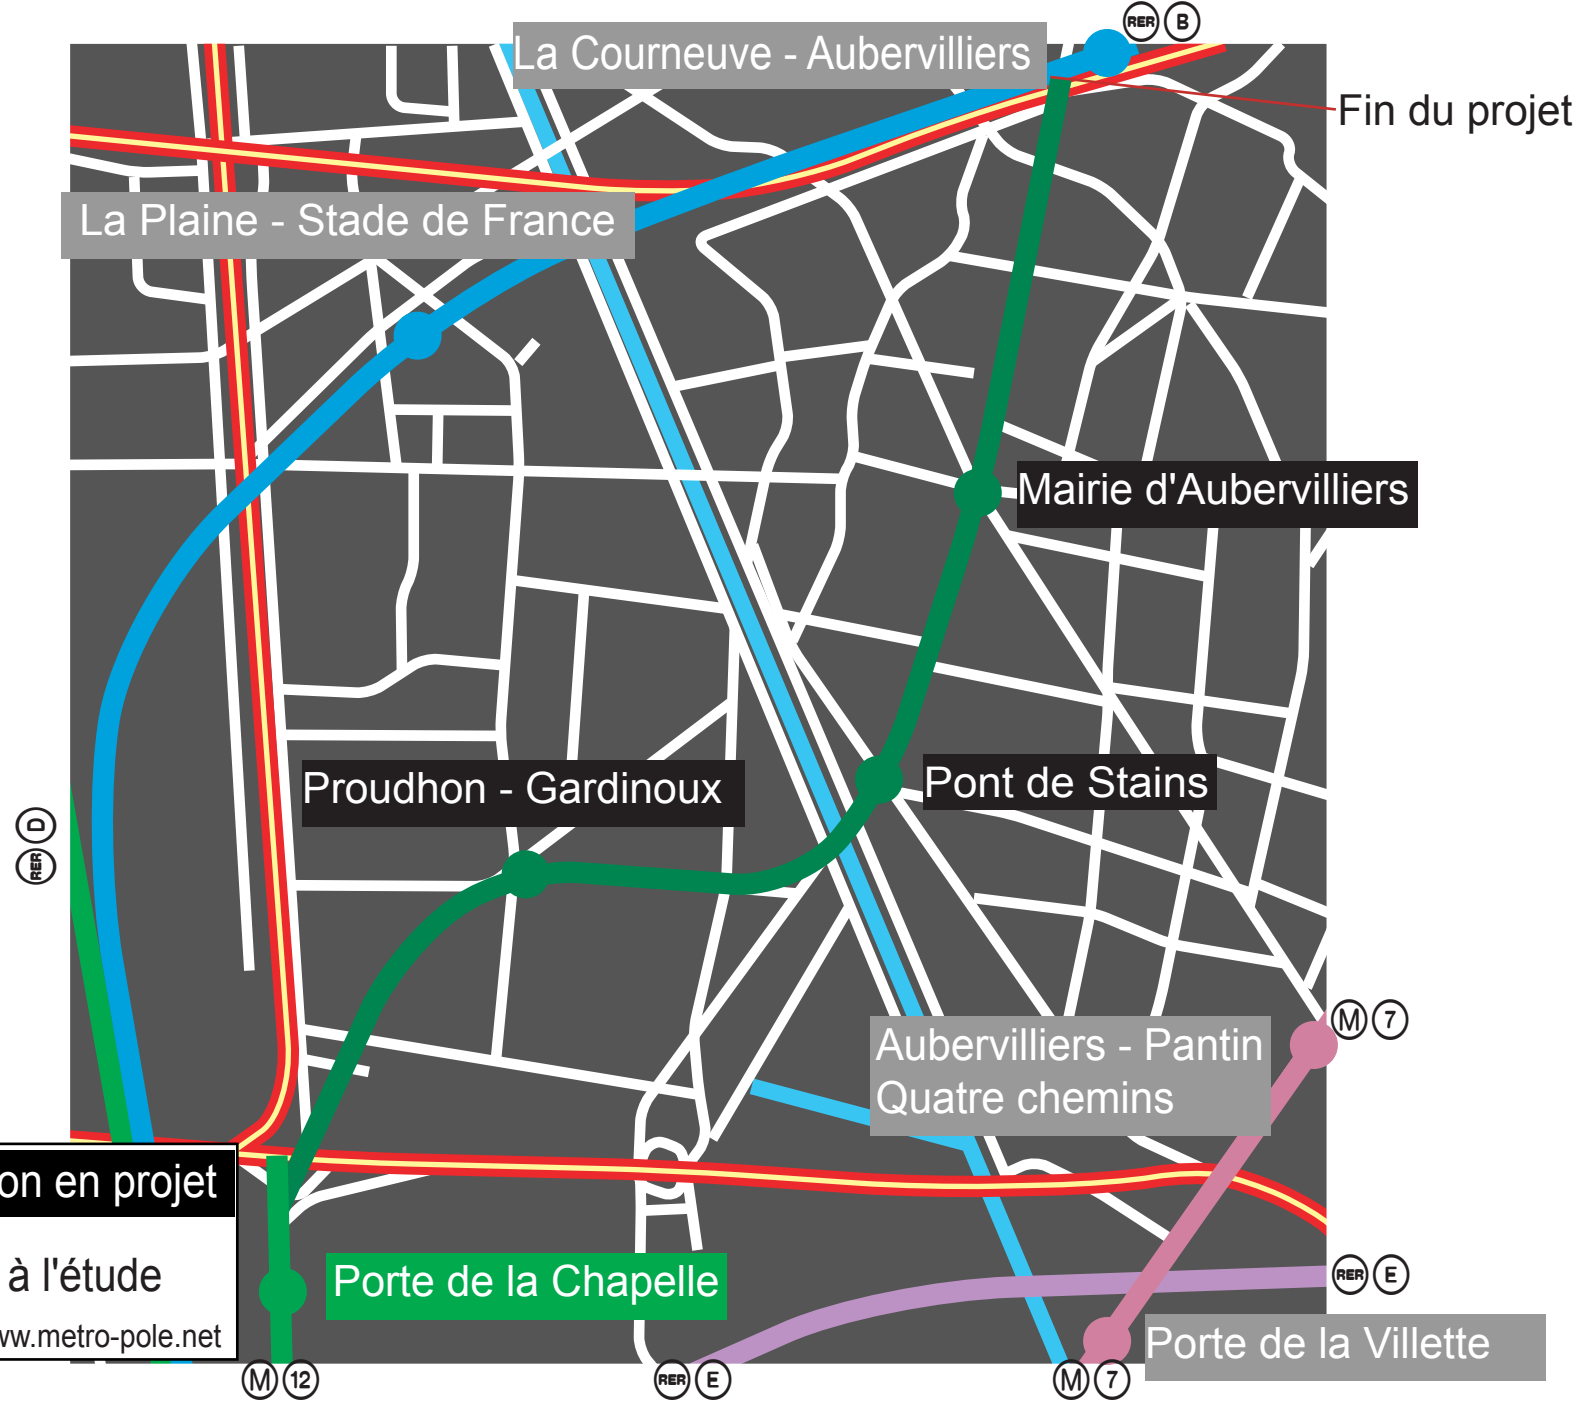 RER B
La Courneuve - Aubervilliers
Fin du projet
La Plaine - Stade de France
Mairie d'Aubervilliers
Proudhon - Gardinoux
Pont de Stains
RER D
M 7
Aubervilliers - Pantin
Quatre chemins
on en projet
à l'étude
Porte de la Chapelle
RER E
ww.metro-pole.net
Porte de la Villette
M 12
RER E
M 7